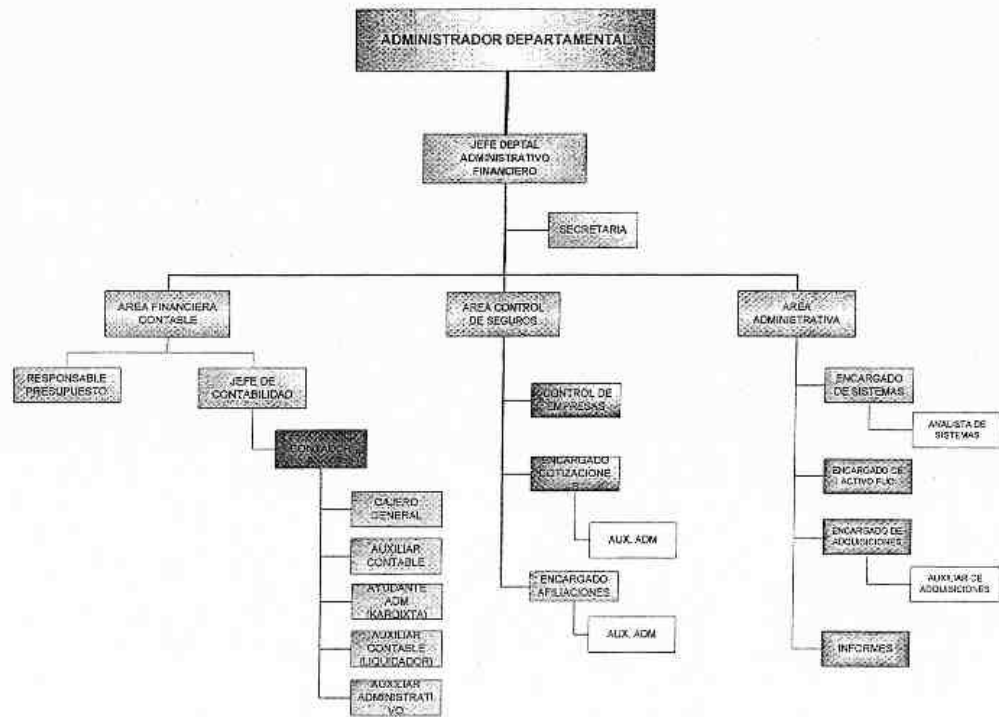 ADMINISTRADOR DEPARTAMENTAL
JEFE DEPTAL
ADMINISTRATIVO
FINANCIERO
SECRETARIA
AREA FINANCIERA
CONTABLE
AREA CONTROL
DE SEGUROS
AREA
ADMINISTRATIVA
RESPONSABLE
PRESUPUESTO
JEFE DE
CONTABILIDAD
CONTADOR
CAJERO
GENERAL
AUXILIAR
CONTABLE
AYUDANTE
ADM
(KARDIXTA)
AUXILIAR
CONTABLE
(LIQUIDADOR)
AUXILIAR
ADMINISTRATI
VO
CONTROL DE
EMPRESAS
ENCARGADO
COTIZACIONE
S
AUX. ADM
ENCARGADO
AFILIACIONES
AUX. ADM
ENCARGADO
DE SISTEMAS
ANALISTA DE
SISTEMAS
ENCARGADO DE
ACTIVO FIJO
ENCARGADO DE
ADQUISICIONES
AUXILIAR DE
ADQUISICIONES
INFORMES